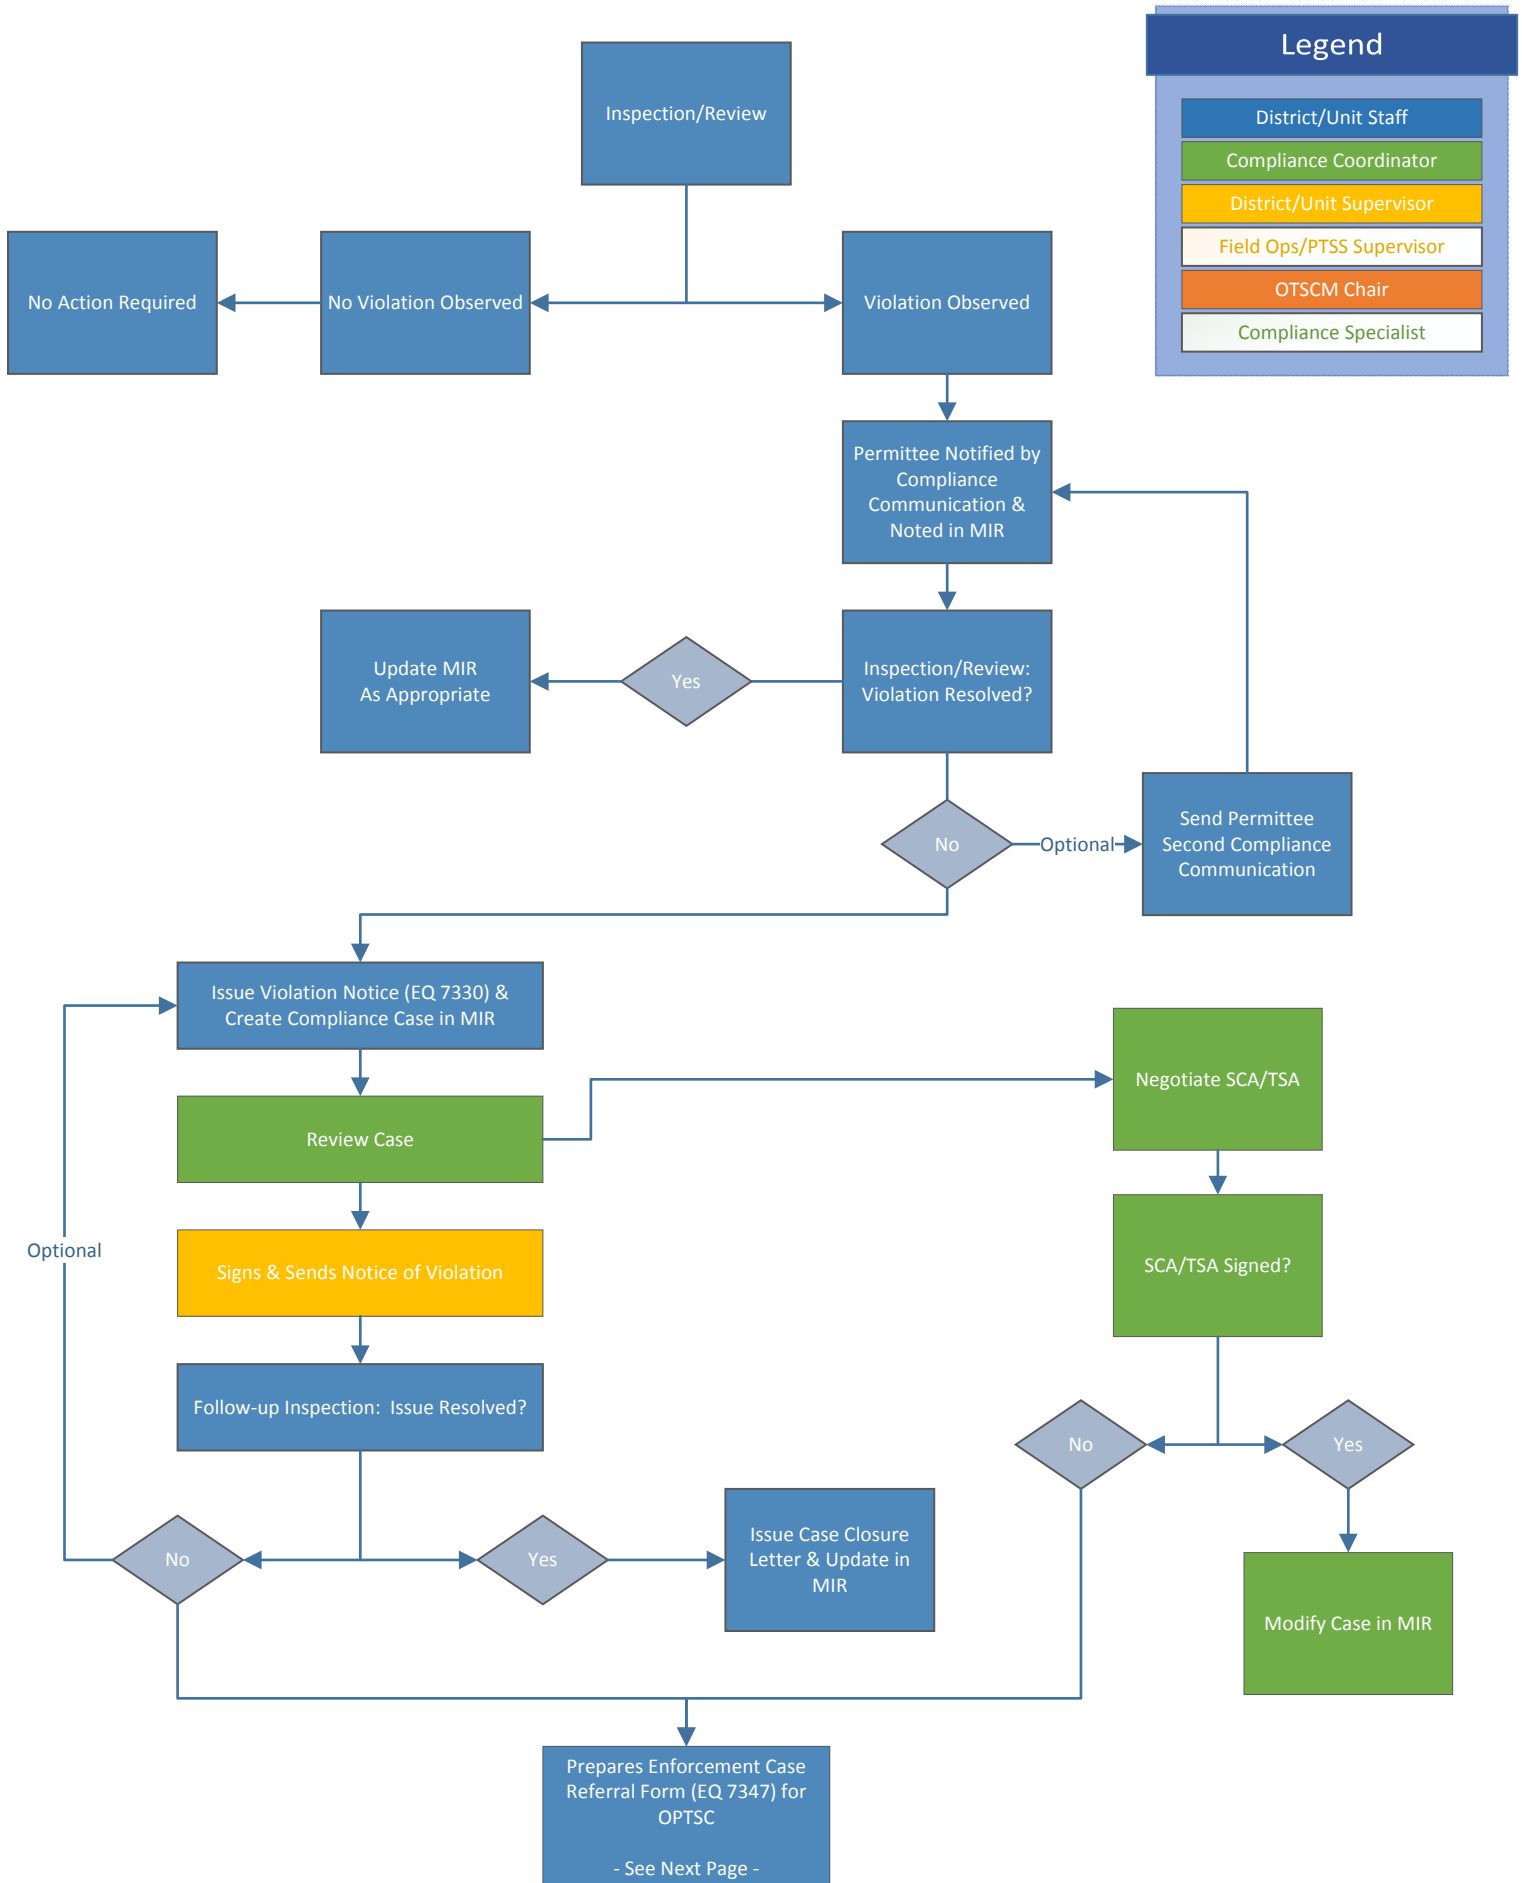 Legend
District/Unit Staff
Compliance Coordinator
District/Unit Supervisor
Field Ops/PTSS Supervisor
OTSCM Chair
Compliance Specialist
Inspection/Review
No Action Required
No Violation Observed
Violation Observed
Permittee Notified by
Compliance
Communication &
Noted in MIR
Update MIR
As Appropriate
Yes
Inspection/Review:
Violation Resolved?
No
Optional
Send Permittee
Second Compliance
Communication
Issue Violation Notice (EQ 7330) &
Create Compliance Case in MIR
Review Case
Negotiate SCA/TSA
Optional
Signs & Sends Notice of Violation
SCA/TSA Signed?
Follow-up Inspection:  Issue Resolved?
No
Yes
No
Yes
Issue Case Closure
Letter & Update in
MIR
Modify Case in MIR
Prepares Enforcement Case
Referral Form (EQ 7347) for
OPTSC
- See Next Page -